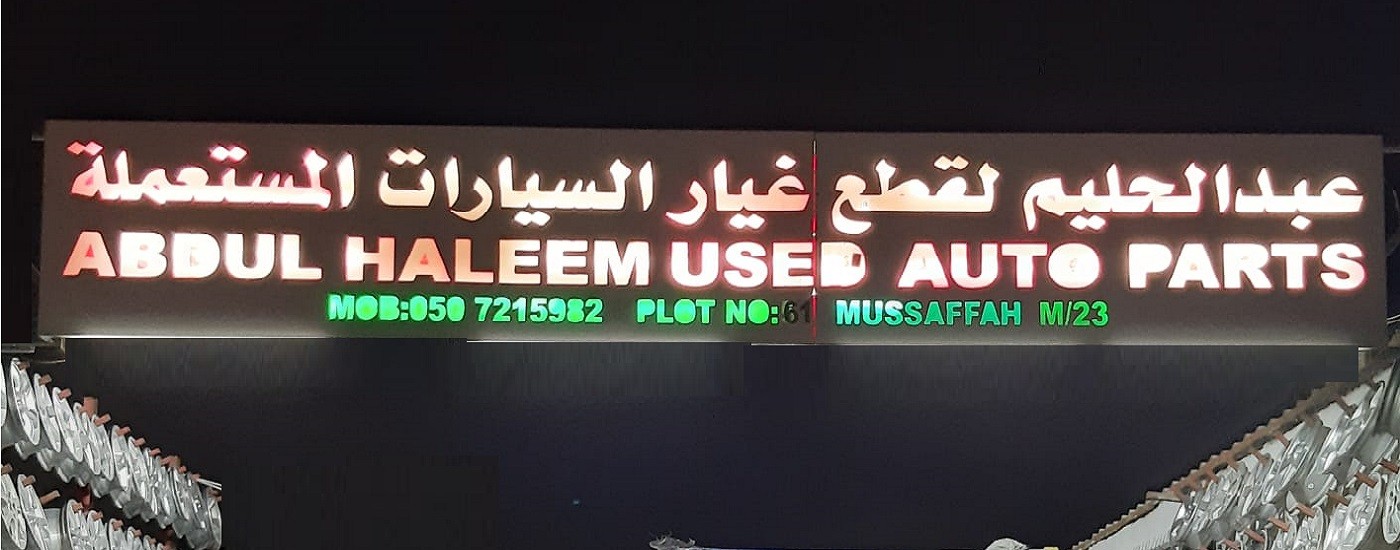 عبدالحليم لقطع غيار السيارات المستعملة
ABDUL HALEEM USED AUTO PARTS
MOB:050 7215982 PLOT NO:61 MUSSAFFAH M/23